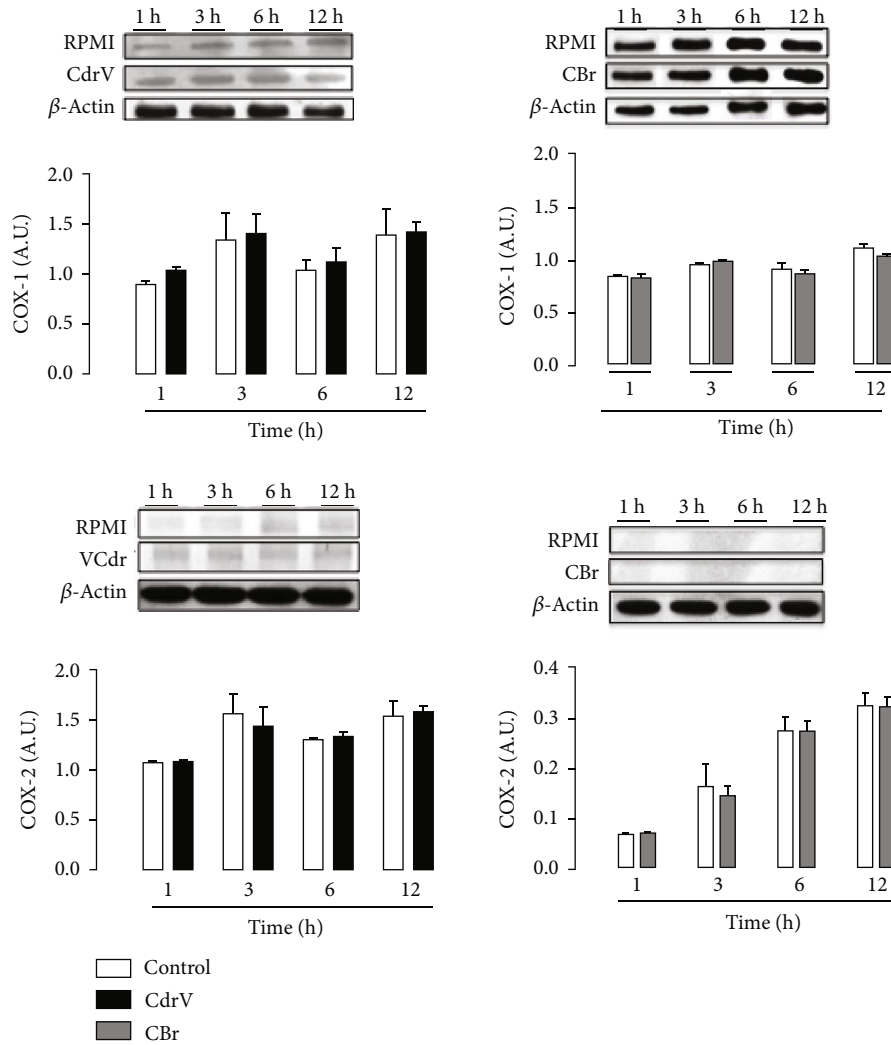 1 h 3 h 6 h 12 h
RPMI
CdrV
β-Actin
COX-1 (A.U.)
2.0
1.5
1.0
0.5
0.0
1 3 6 12
Time (h)
1 h 3 h 6 h 12 h
RPMI
CBr
β-Actin
COX-1 (A.U.)
2.0
1.5
1.0
0.5
0.0
1 3 6 12
Time (h)
1 h 3 h 6 h 12 h
RPMI
VCdr
β-Actin
COX-2 (A.U.)
2.0
1.5
1.0
0.5
0.0
1 3 6 12
Time (h)
1 h 3 h 6 h 12 h
RPMI
CBr
β-Actin
COX-2 (A.U.)
0.4
0.3
0.2
0.1
0.0
1 3 6 12
Time (h)
Control
CdrV
CBr